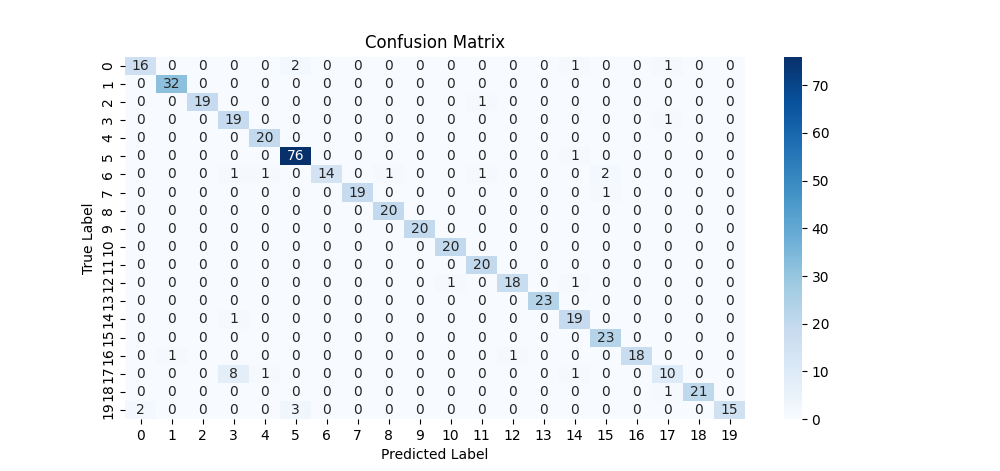 Confusion Matrix
0 16 0 0 0 0 2 0 0 0 0 0 0 0 0 1 0 0 1 0 0
1 0 32 0 0 0 0 0 0 0 0 0 0 0 0 0 0 0 0 0 0
2 0 0 19 0 0 0 0 0 0 0 0 1 0 0 0 0 0 0 0 0
3 0 0 0 19 0 0 0 0 0 0 0 0 0 0 0 0 0 1 0 0
4 0 0 0 0 20 0 0 0 0 0 0 0 0 0 0 0 0 0 0 0
5 0 0 0 0 0 76 0 0 0 0 0 0 0 0 1 0 0 0 0 0
6 0 0 0 1 1 0 14 0 1 0 0 1 0 0 0 2 0 0 0 0
7 0 0 0 0 0 0 0 19 0 0 0 0 0 0 0 1 0 0 0 0
8 0 0 0 0 0 0 0 0 20 0 0 0 0 0 0 0 0 0 0 0
9 0 0 0 0 0 0 0 0 0 20 0 0 0 0 0 0 0 0 0 0
10 0 0 0 0 0 0 0 0 0 0 20 0 0 0 0 0 0 0 0 0
11 0 0 0 0 0 0 0 0 0 0 0 20 0 0 0 0 0 0 0 0
12 0 0 0 0 0 0 0 0 0 0 1 0 18 0 1 0 0 0 0 0
13 0 0 0 0 0 0 0 0 0 0 0 0 0 23 0 0 0 0 0 0
14 0 0 0 1 0 0 0 0 0 0 0 0 0 0 19 0 0 0 0 0
15 0 0 0 0 0 0 0 0 0 0 0 0 0 0 0 23 0 0 0 0
16 0 1 0 0 0 0 0 0 0 0 0 0 1 0 0 0 18 0 0 0
17 0 0 0 8 1 0 0 0 0 0 0 0 0 0 1 0 0 10 0 0
18 0 0 0 0 0 0 0 0 0 0 0 0 0 0 0 0 0 1 21 0
19 2 0 0 0 0 3 0 0 0 0 0 0 0 0 0 0 0 0 0 15
0 1 2 3 4 5 6 7 8 9 10 11 12 13 14 15 16 17 18 19
Predicted Label
True Label
70
60
50
40
30
20
10
0